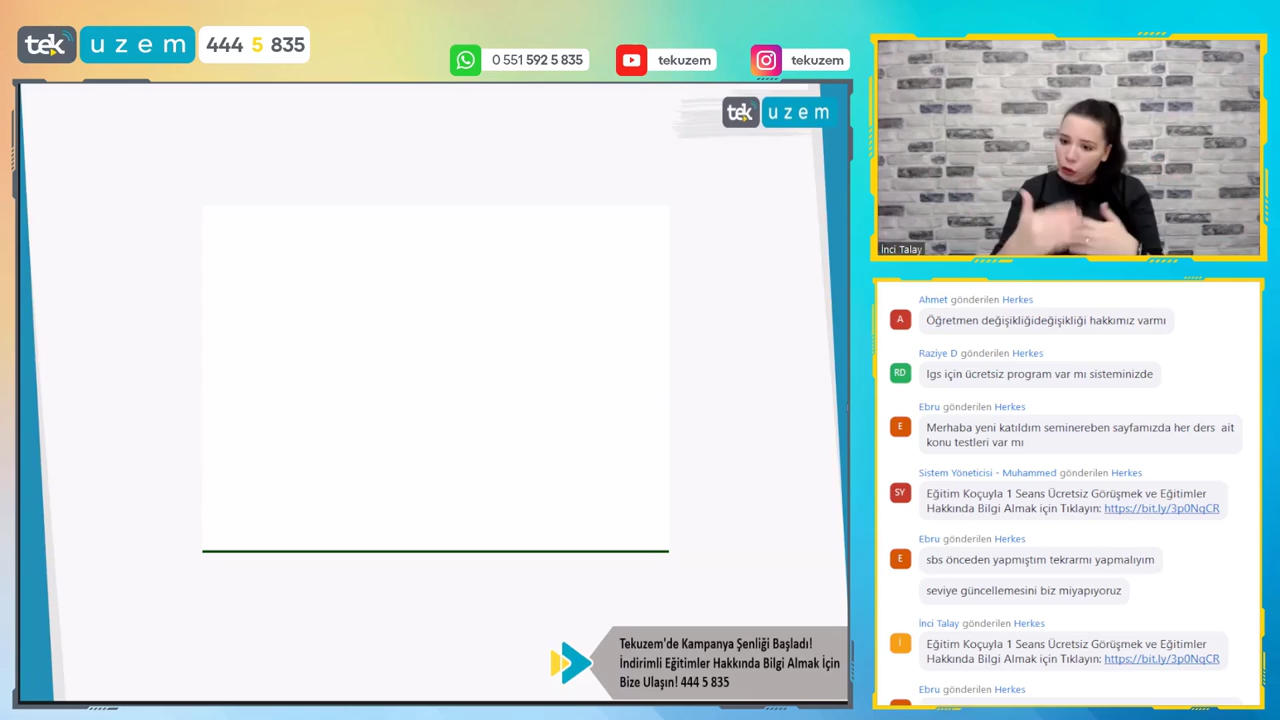 tek uzem 444 5 835
0 551 592 5 835
tekuzem
tekuzem
tek uzem
İnci Talay
Ahmet gönderilen Herkes
A
Öğretmen değişikliğideğişikliği hakkımız varmı
Raziye D gönderilen Herkes
RD
lgs için ücretsiz program var mı sisteminizde
Ebru gönderilen Herkes
E
Merhaba yeni katıldım seminereben sayfamızda her ders ait
konu testleri var mı
Sistem Yöneticisi - Muhammed gönderilen Herkes
SY
Eğitim Koçuyla 1 Seans Ücretsiz Görüşmek ve Eğitimler
Hakkında Bilgi Almak için Tıklayın: https://bit.ly/3p0NqCR
Ebru gönderilen Herkes
E
sbs önceden yapmıştım tekrarmı yapmalıyım
seviye güncellemesini biz miyapıyoruz
İnci Talay gönderilen Herkes
İ
Eğitim Koçuyla 1 Seans Ücretsiz Görüşmek ve Eğitimler
Hakkında Bilgi Almak için Tıklayın: https://bit.ly/3p0NqCR
Ebru gönderilen Herkes
Tekuzem'de Kampanya Şenliği Başladı!
İndirimli Eğitimler Hakkında Bilgi Almak İçin
Bize Ulaşın! 444 5 835